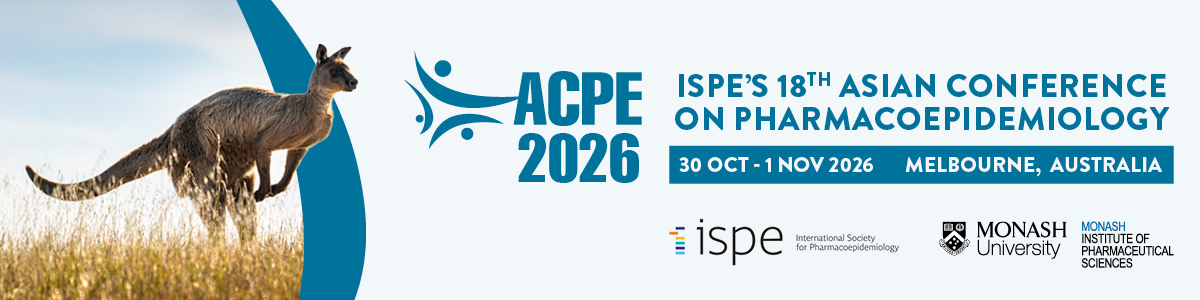 ACPE
2026
ISPE'S 18TH ASIAN CONFERENCE
ON PHARMACOEPIDEMIOLOGY
30 OCT - 1 NOV 2026 MELBOURNE, AUSTRALIA
ispe
International Society
for Pharmacoepidemiology
MONASH
University
MONASH
INSTITUTE OF
PHARMACEUTICAL
SCIENCES